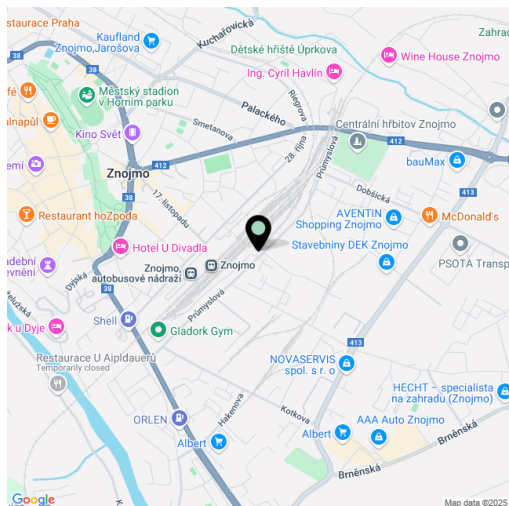 estaurace Praha
Kaufland
Znojmo,Jarošova
38
Kuchařovická
Zahrad
Dětské hřiště Úprkova
Wine House Znojmo
Ing. Cyril Havlín
38
Městský stadion
v Horním parku
Riegrova
Palackého
Smetanova
Kino Svět
28. října
Průmyslová
Centrální hřbitov Znojmo
412
412
bauMax
Znojmo
17. listopadu
Dobšická
413
Restaurant hoZpoda
AVENTIN
Shopping Znojmo
McDonald's
Stavebniny DEK Znojmo
Hotel U Divadla
PSOTA Transp
Znojmo,
autobusové nádraží
Znojmo
Dyjská
38
Průmyslová
Shell
Gladork Gym
k u Dyje
413
Restaurace U Aipldauerů
Temporarily closed
NOVASERVIS
spol. s r. o
HECHT – specialista
na zahradu (Znojmo)
Hakenova
Kotkova
ORLEN
AAA Auto Znojmo
Albert
Albert
Brněnská
Brněnská
Google
Map data ©2025